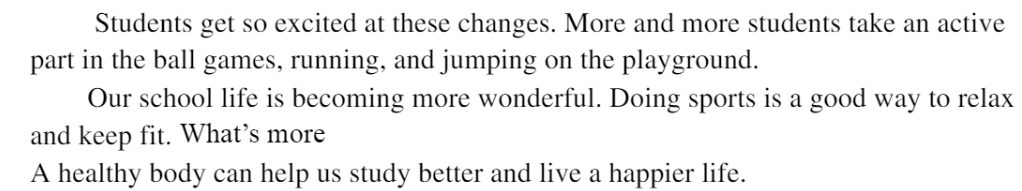 Students get so excited at these changes. More and more students take an active
part in the ball games, running, and jumping on the playground.
Our school life is becoming more wonderful. Doing sports is a good way to relax
and keep fit. What's more
A healthy body can help us study better and live a happier life.